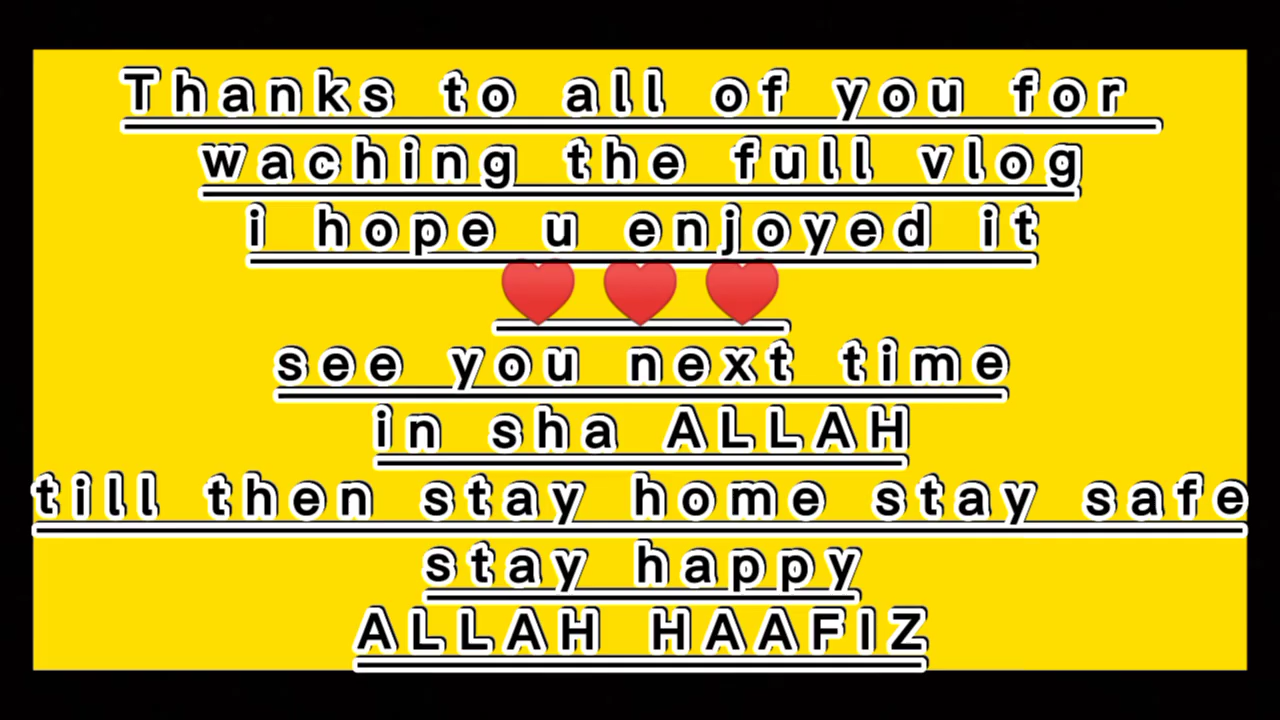 Thanks to all of you for
waching the full vlog
i hope u enjoyed it
♥️♥️♥️
see you next time
in sha ALLAH
till then stay home stay safe
stay happy
ALLAH HAAFIZ